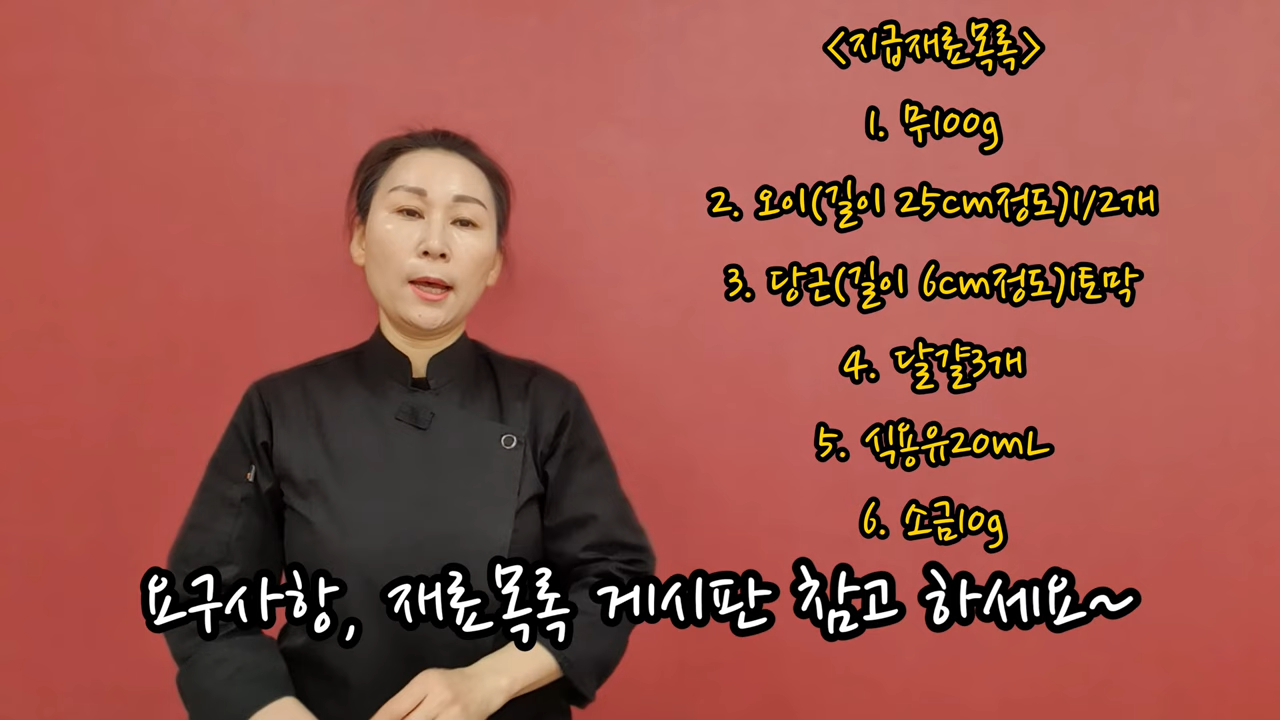 <지급재료목록>
1. 무100g
2. 오이(길이 25cm정도)1/2개
3. 당근(길이 6cm정도)1토막
4. 달걀3개
5. 식용유20mL
6. 소금10g
요구사항, 재료목록 게시판 참고 하세요~